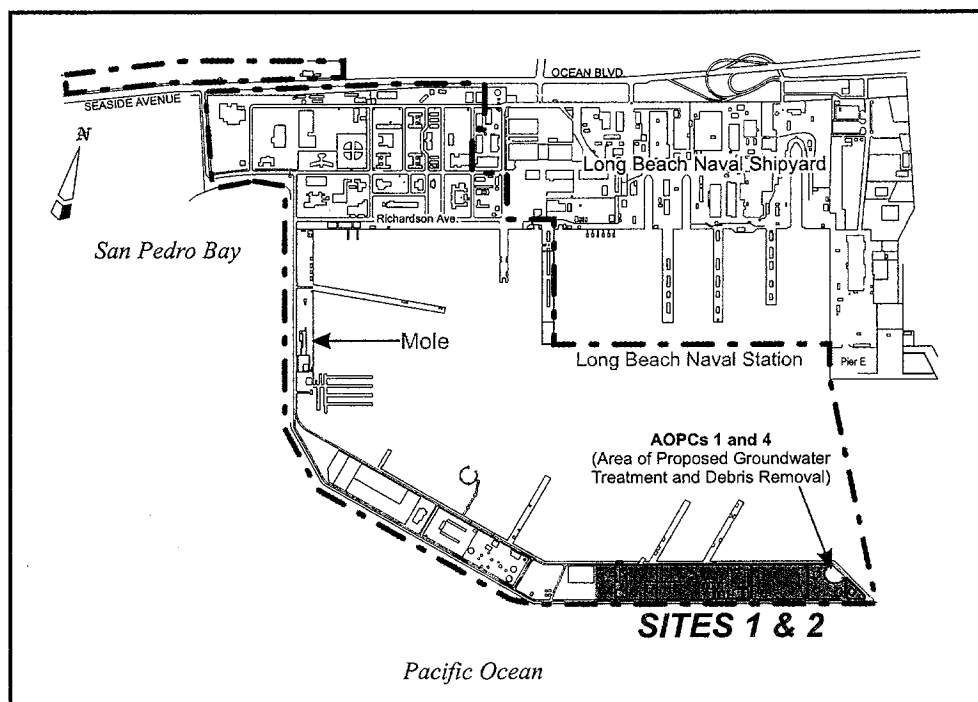 OCEAN BLVD.
SEASIDE AVENUE
N
Long Beach Naval Shipyard
Richardson Ave.
San Pedro Bay
Mole
Long Beach Naval Station
Pier E
AOPCs 1 and 4
(Area of Proposed Groundwater
Treatment and Debris Removal)
SITES 1 & 2
Pacific Ocean